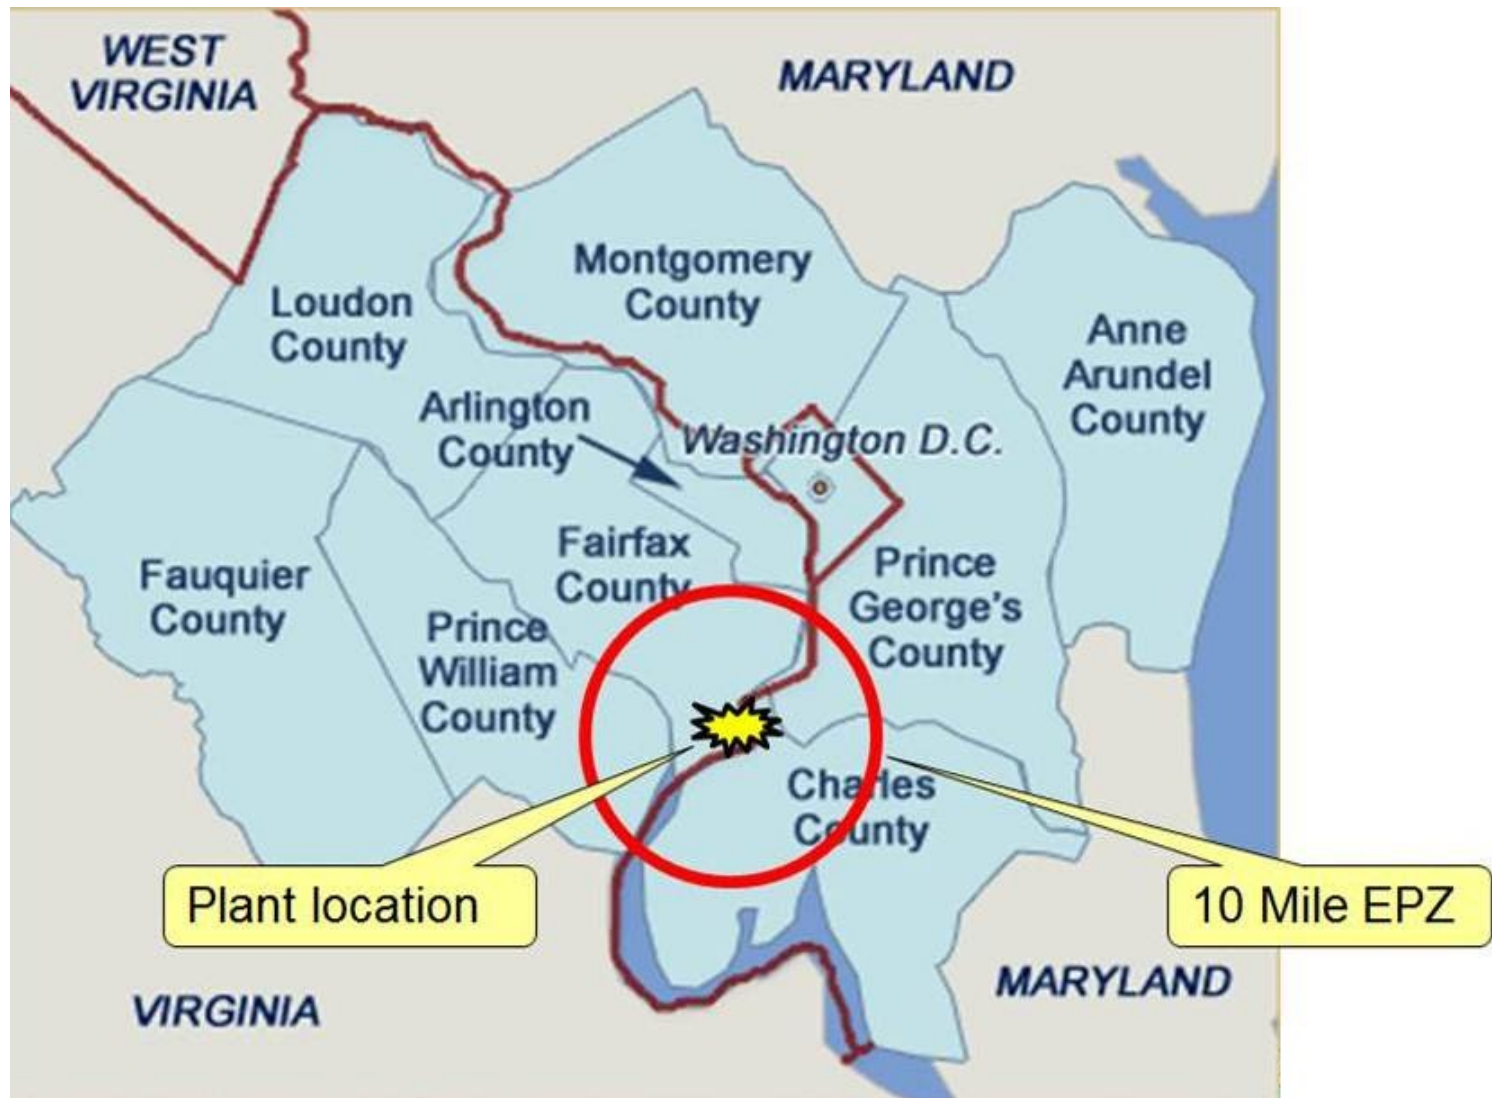 WEST
VIRGINIA
MARYLAND
Montgomery
County
Loudon
County
Anne
Arundel
County
Arlington
County
Washington D.C.
Fairfax
County
Prince
George's
County
Fauquier
County
Prince
William
County
Charles
County
Plant location
10 Mile EPZ
VIRGINIA
MARYLAND